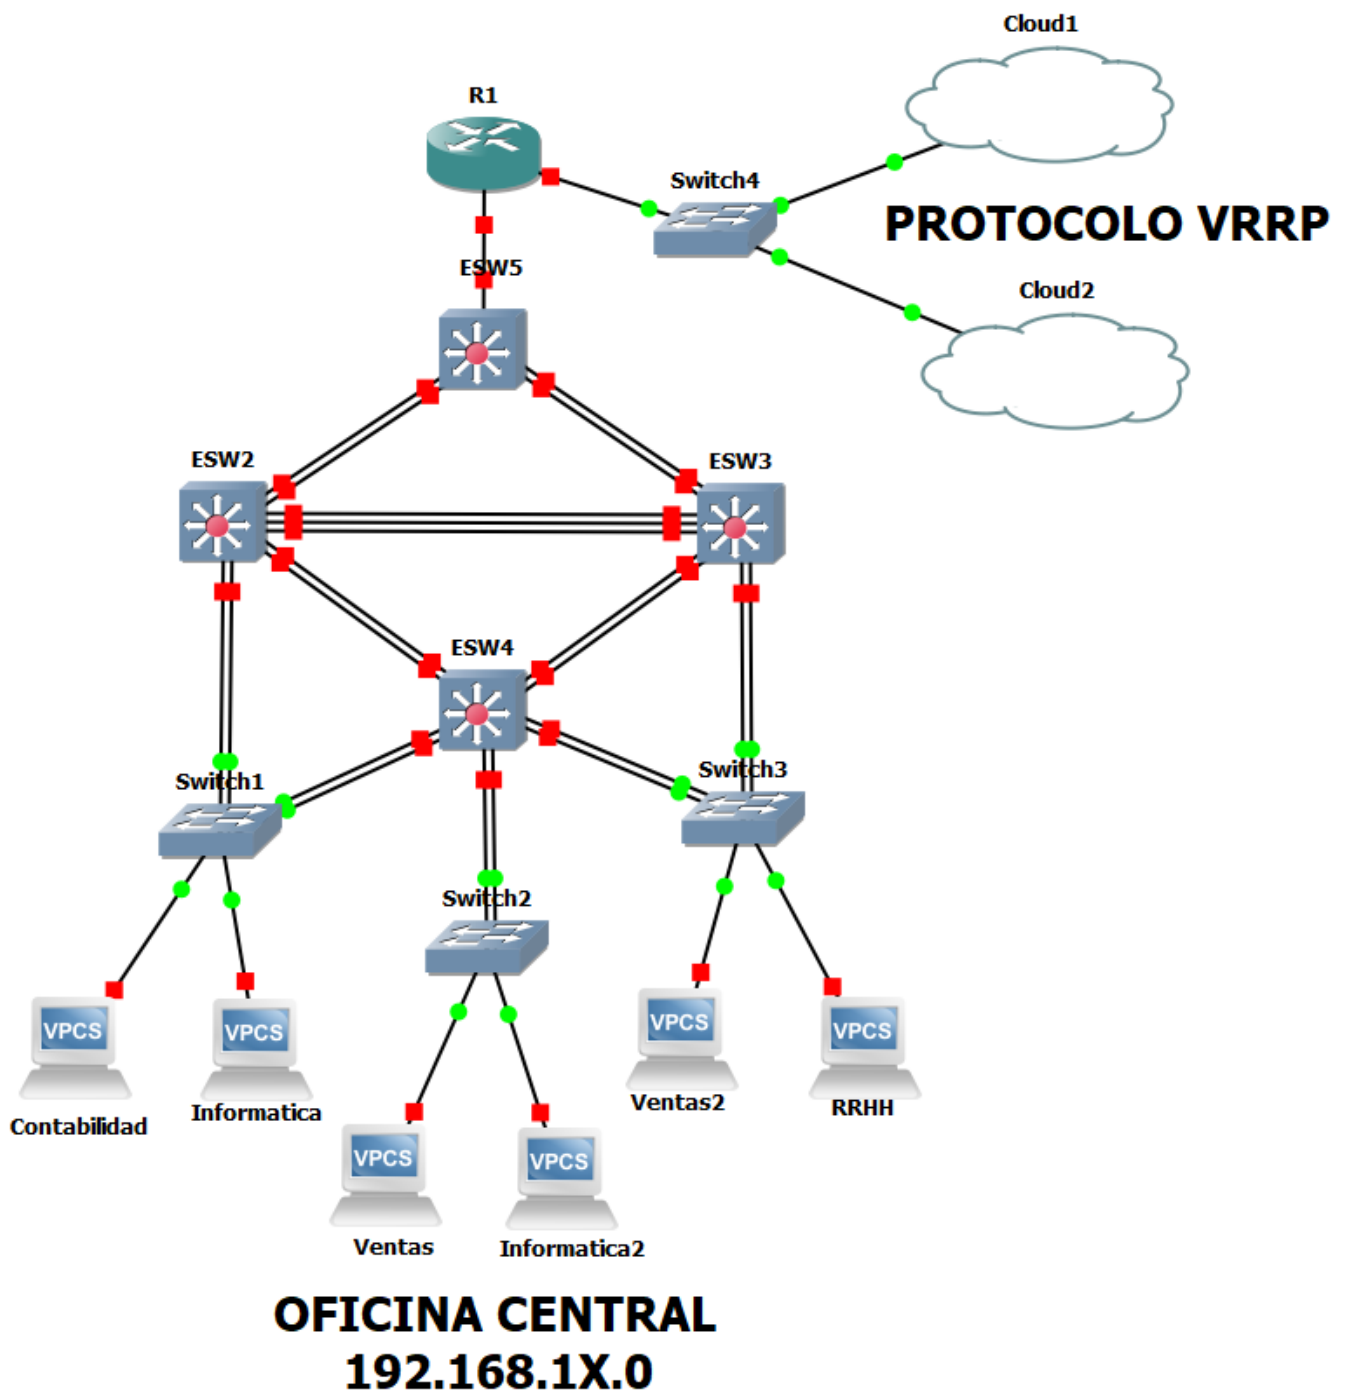 Cloud1
R1
Switch4
PROTOCOLO VRRP
ESW5
Cloud2
ESW2
ESW3
ESW4
Switch1
Switch3
Switch2
VPCS
VPCS
VPCS
VPCS
Contabilidad
Informatica
Ventas2
RRHH
VPCS
VPCS
Ventas
Informatica2
OFICINA CENTRAL
192.168.1X.0